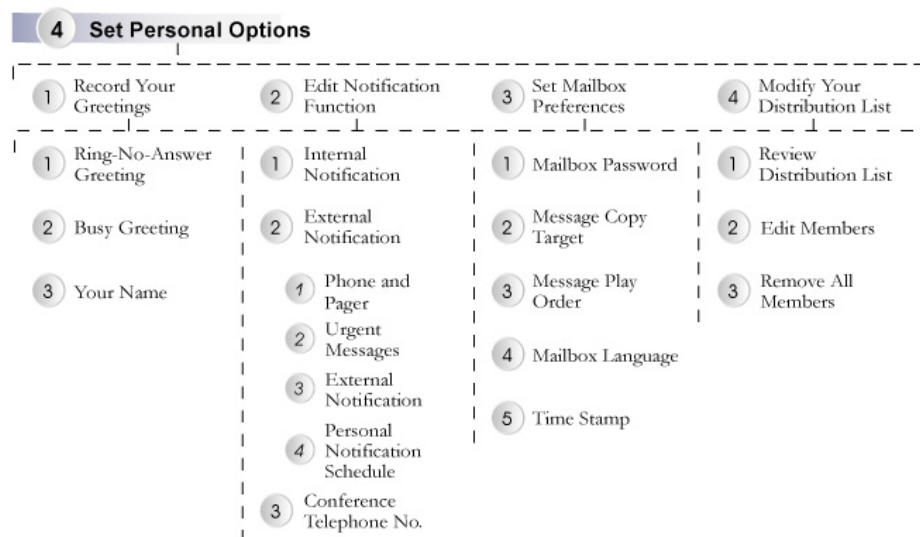 4 Set Personal Options
1 Record Your
Greetings
2 Edit Notification
Function
3 Set Mailbox
Preferences
4 Modify Your
Distribution List
1 Ring-No-Answer
Greeting
2 Busy Greeting
3 Your Name
1 Internal
Notification
2 External
Notification
1 Phone and
Pager
2 Urgent
Messages
3 External
Notification
4 Personal
Notification
Schedule
3 Conference
Telephone No.
1 Mailbox Password
2 Message Copy
Target
3 Message Play
Order
4 Mailbox Language
5 Time Stamp
1 Review
Distribution List
2 Edit Members
3 Remove All
Members